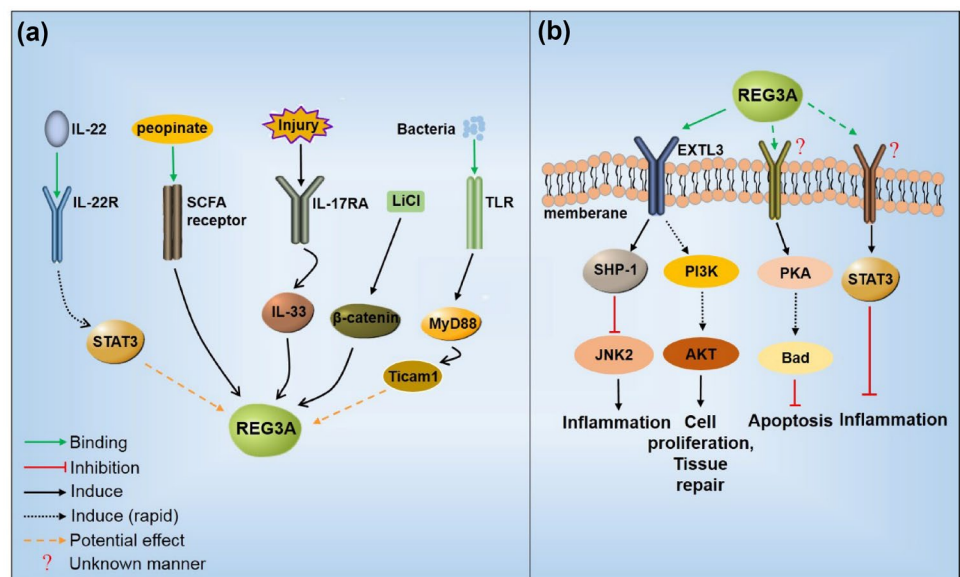 (a)
IL-22
peopinate
Injury
Bacteria
IL-22R
SCFA
receptor
IL-17RA
LiCl
TLR
STAT3
IL-33
β-catenin
MyD88
Ticam1
REG3A
Binding
Inhibition
Induce
Induce (rapid)
Potential effect
? Unknown manner
(b)
REG3A
EXTL3
?
?
memberane
SHP-1
PI3K
PKA
STAT3
JNK2
AKT
Bad
Inflammation
Cell
proliferation,
Tissue
repair
Apoptosis
Inflammation